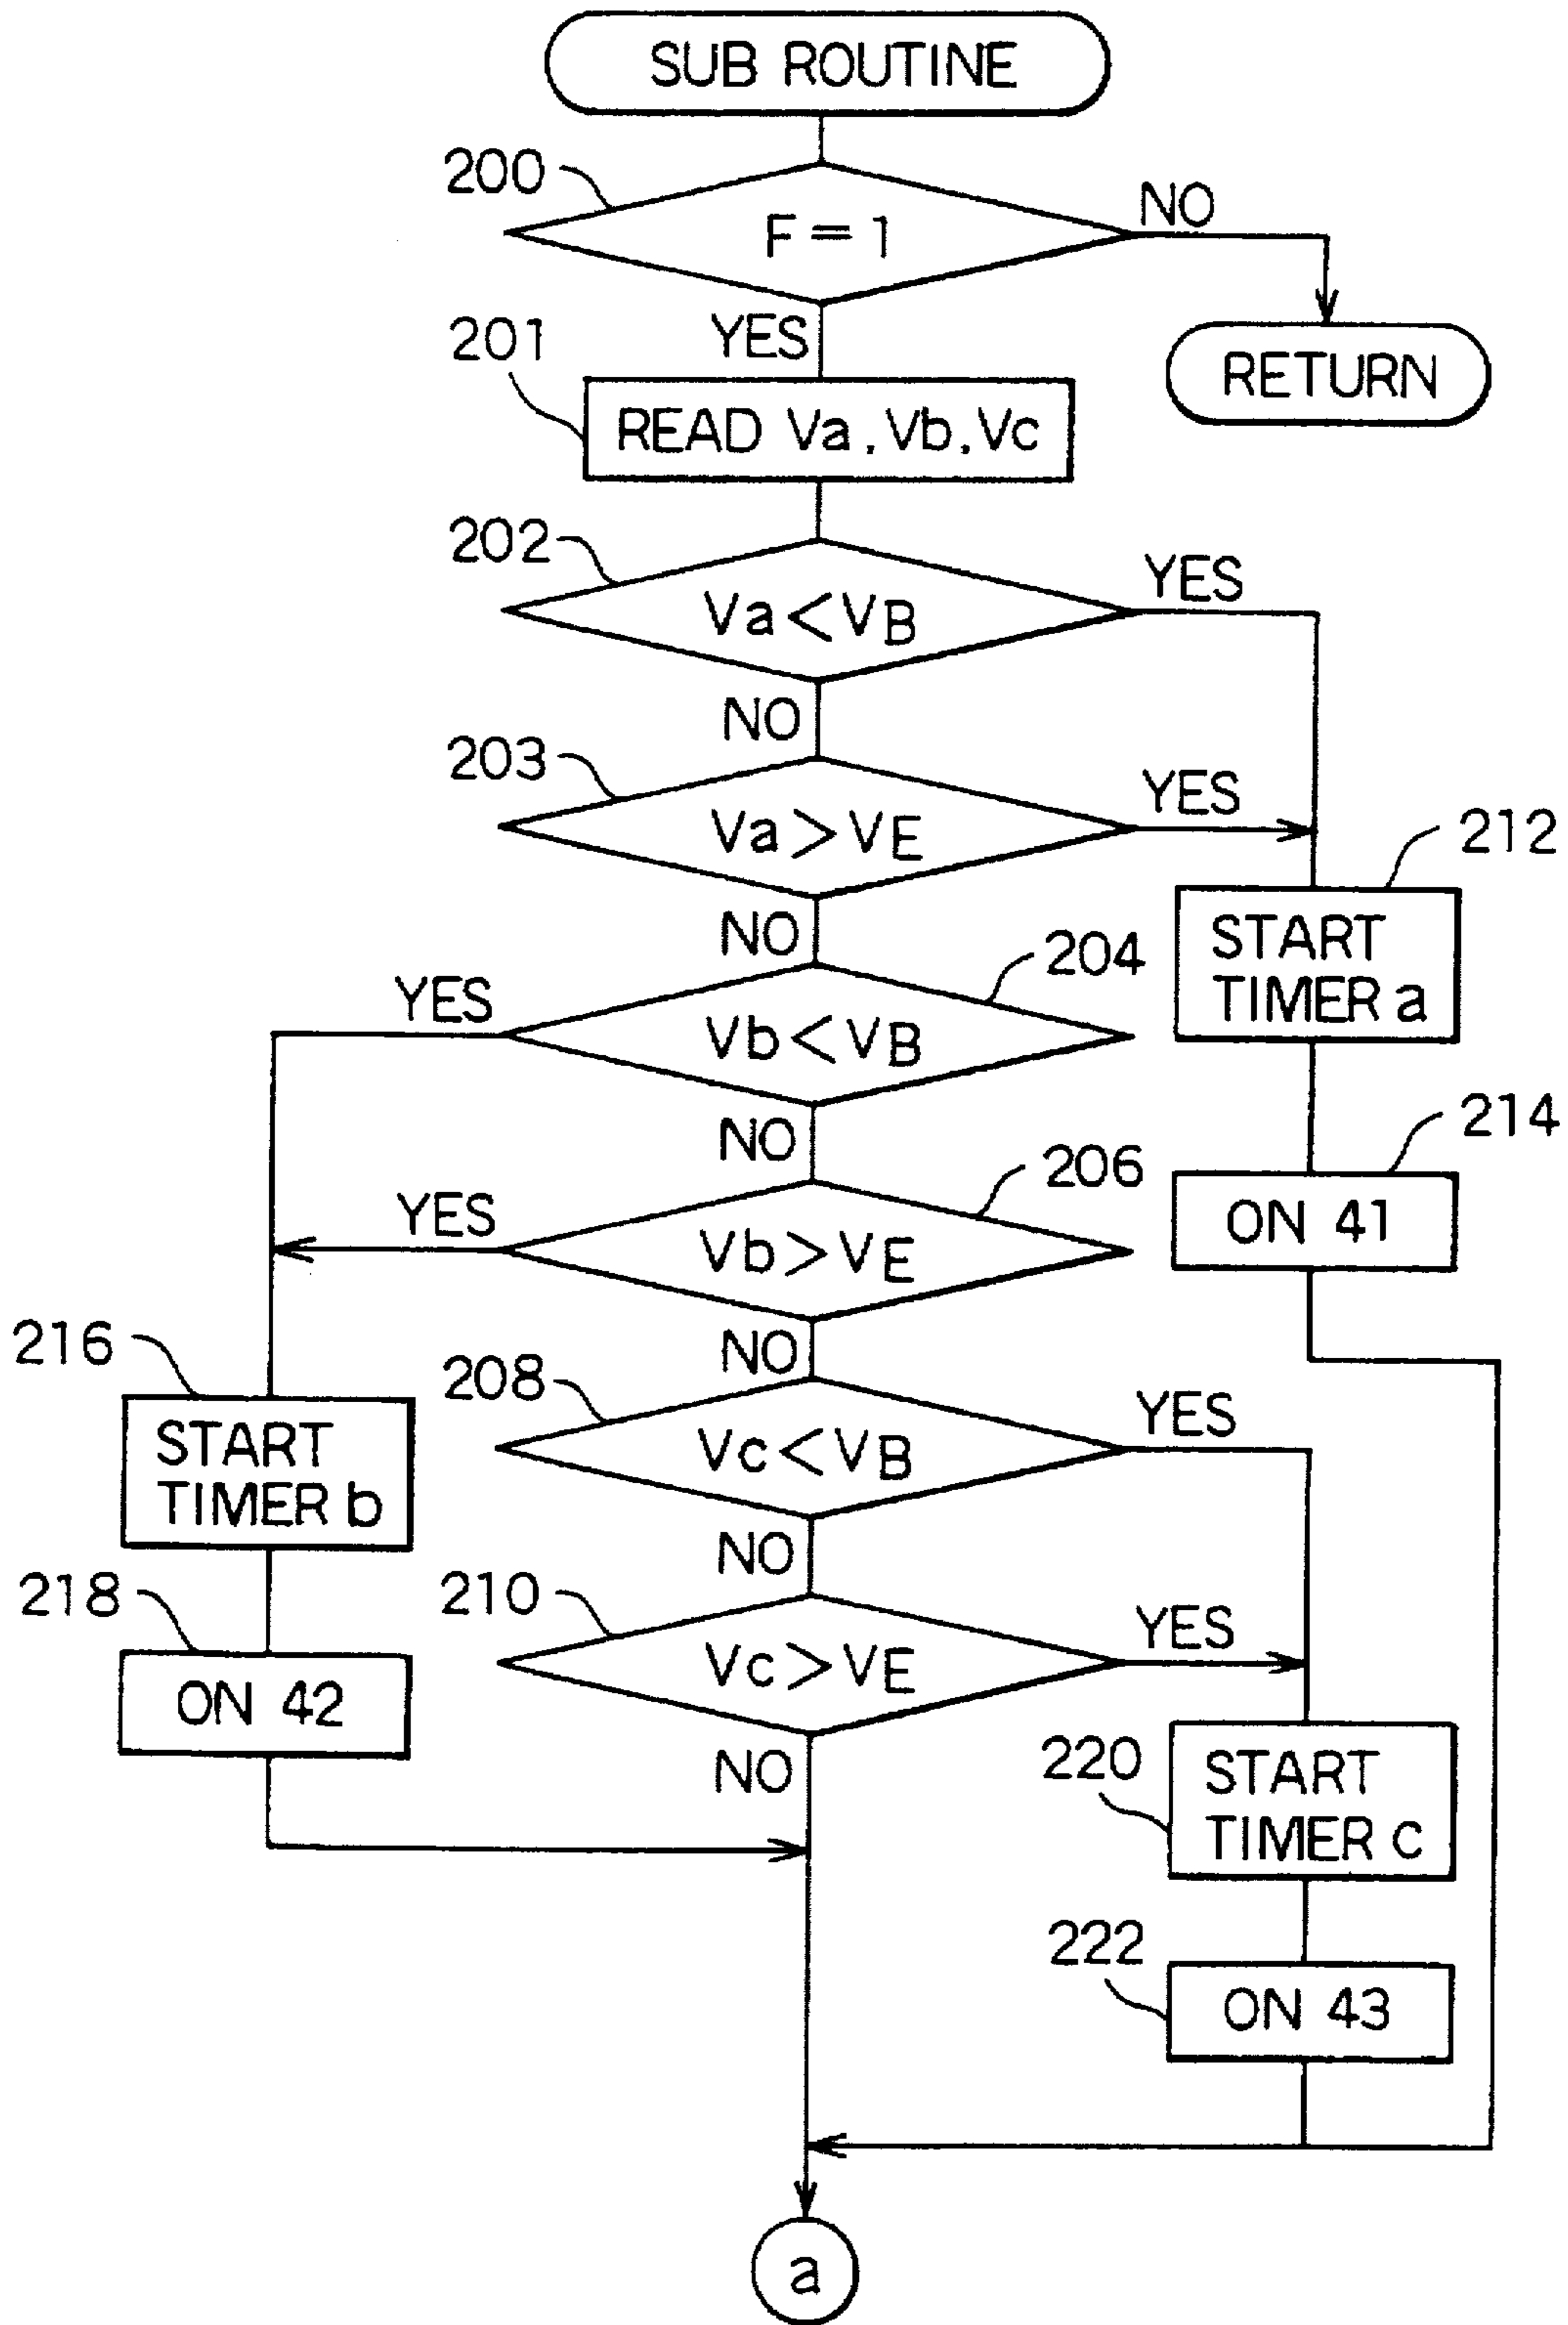 SUB ROUTINE
200
F = 1
NO
YES
RETURN
201
READ Va, Vb, Vc
202
Va < VB
YES
NO
203
Va > VE
YES
212
NO
START
TIMER a
204
YES
Vb < VB
NO
214
ON 41
206
YES
Vb > VE
216
NO
START
TIMER b
208
Vc < VB
YES
NO
218
ON 42
210
Vc > VE
YES
NO
220
START
TIMER c
222
ON 43
a